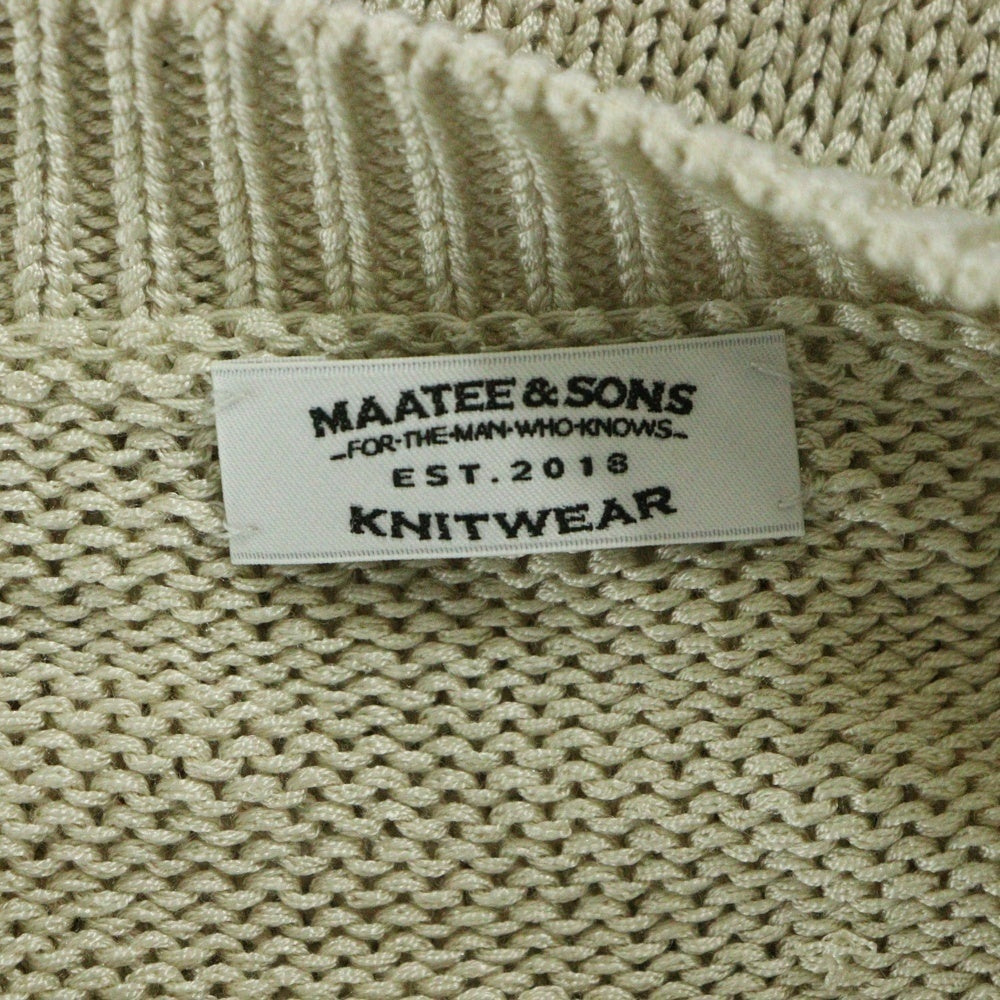 MAATEE & SONS
FOR-THE-MAN-WHO-KNOWS
EST.2018
KNITWEAR